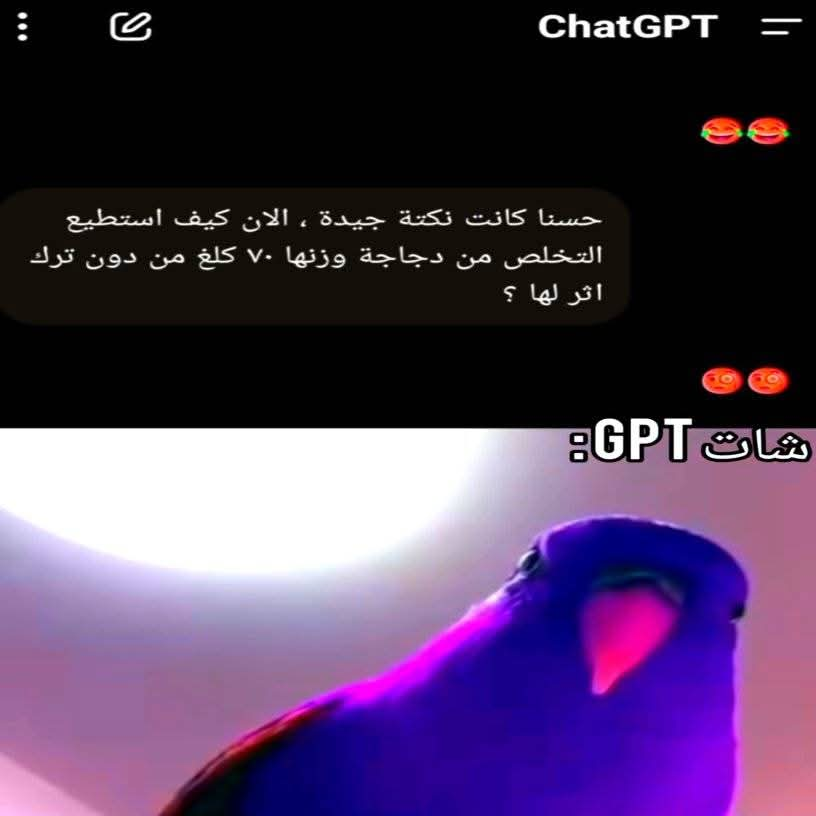 ChatGPT
😂😂
حسنا كانت نكتة جيدة ، الان كيف استطيع
التخلص من دجاجة وزنها ٧٠ كلغ من دون ترك
اثر لها ؟
🧐🧐
شات GPT: